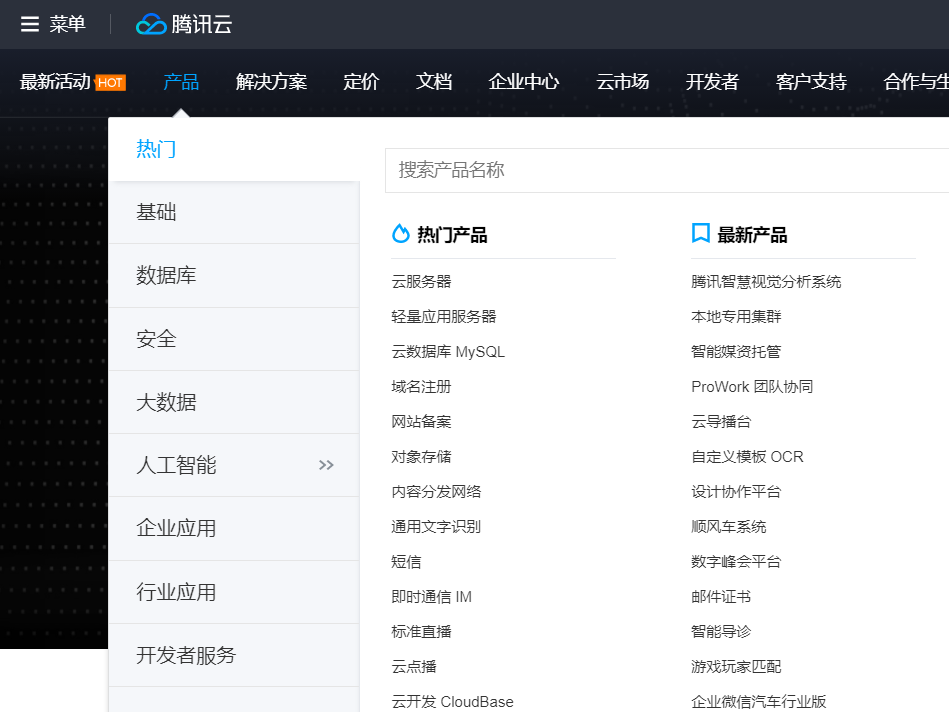 菜单
腾讯云
最新活动 HOT 产品 解决方案 定价 文档 企业中心 云市场 开发者 客户支持
热门
基础
数据库
安全
大数据
人工智能 >>
企业应用
行业应用
开发者服务
搜索产品名称
热门产品
云服务器
轻量应用服务器
云数据库 MySQL
域名注册
网站备案
对象存储
内容分发网络
通用文字识别
短信
即时通信 IM
标准直播
云点播
云开发 CloudBase
最新产品
腾讯智慧视觉分析系统
本地专用集群
智能媒资托管
ProWork 团队协同
云导播台
自定义模板 OCR
设计协作平台
顺风车系统
数字峰会平台
邮件证书
智能导诊
游戏玩家匹配
企业微信汽车行业版